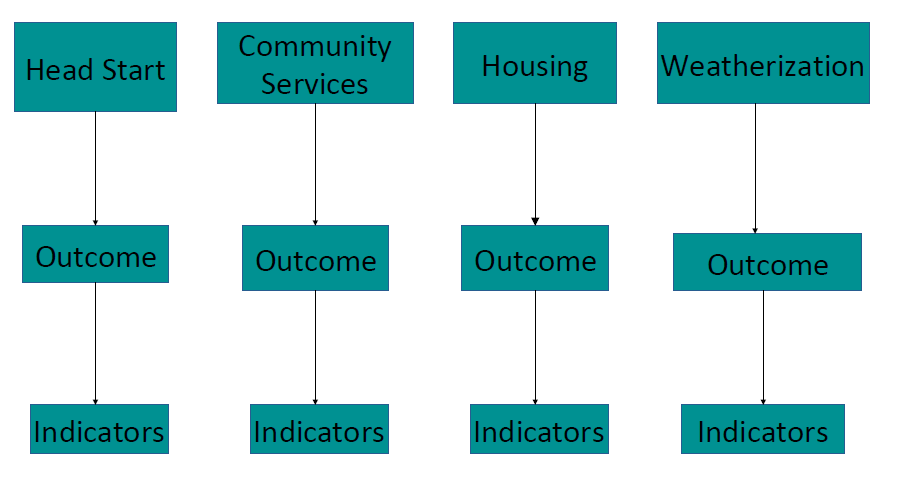 Head Start
Community
Services
Housing
Weatherization
Outcome
Outcome
Outcome
Outcome
Indicators
Indicators
Indicators
Indicators